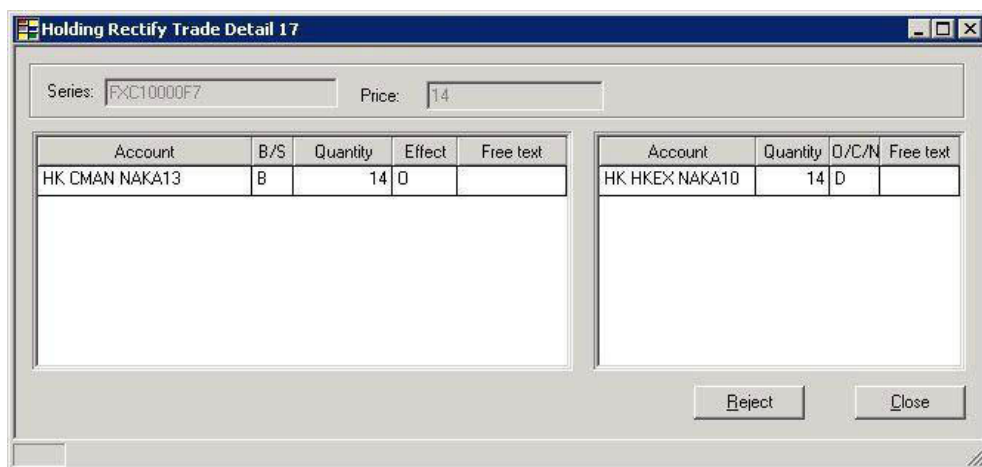 Holding Rectify Trade Detail 17
Series: FXC10000F7 Price: 14
Account B/S Quantity Effect Free text Account Quantity O/C/N Free text
HK CMAN NAKA13 B 14 O HK HKEX NAKA10 14 D
Reject Close